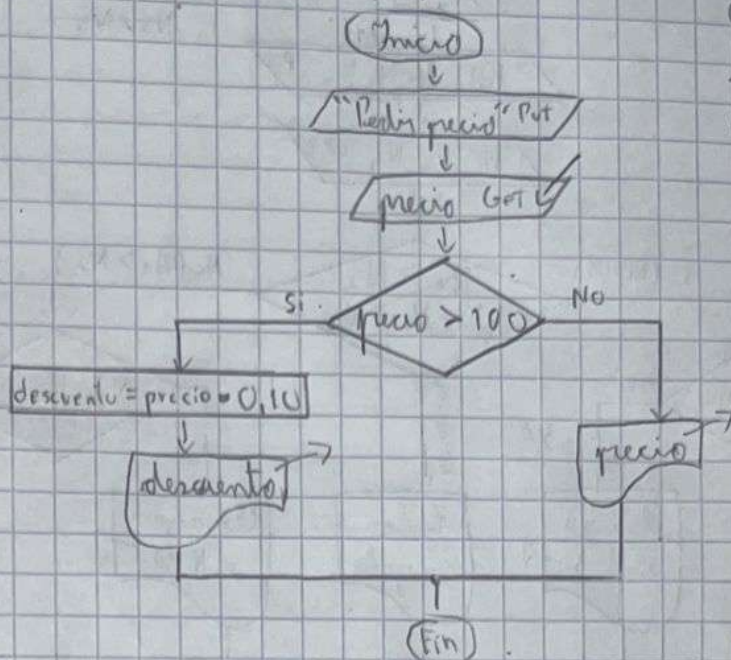 Inicio
"Pedir precio" Put
precio GET
precio > 100
Si
No
descuento = precio * 0,10
descuento
precio
Fin